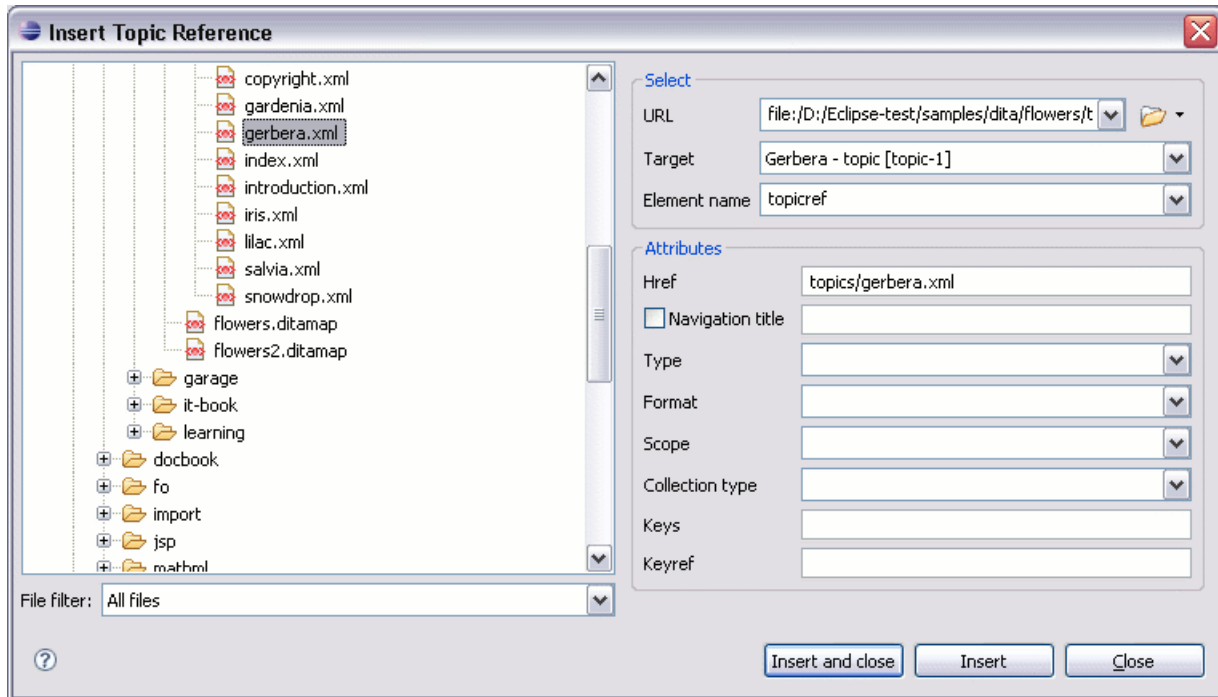 Insert Topic Reference
copyright.xml
gardenia.xml
gerbera.xml
index.xml
introduction.xml
iris.xml
lilac.xml
salvia.xml
snowdrop.xml
flowers.ditamap
flowers2.ditamap
garage
it-book
learning
docbook
fo
import
jsp
mathml
File filter: All files
Select
URL file:/D:/Eclipse-test/samples/dita/flowers/t
Target Gerbera - topic [topic-1]
Element name topicref
Attributes
Href topics/gerbera.xml
Navigation title
Type
Format
Scope
Collection type
Keys
Keyref
? Insert and close Insert Close